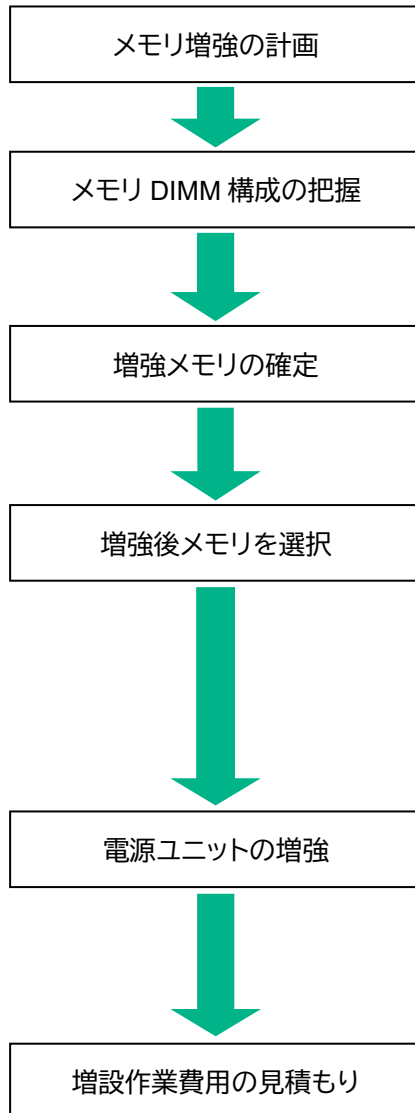 メモリ増強の計画
メモリ DIMM 構成の把握
増強メモリの確定
増強後メモリを選択
電源ユニットの増強
増設作業費用の見積もり